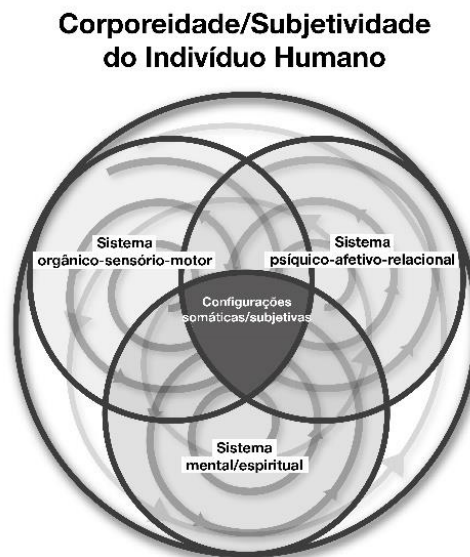 Corporeidade/Subjetividade
do Indivíduo Humano
Sistema
orgânico-sensório-motor
Sistema
psíquico-afetivo-relacional
Configurações
somáticas/subjetivas
Sistema
mental/espiritual